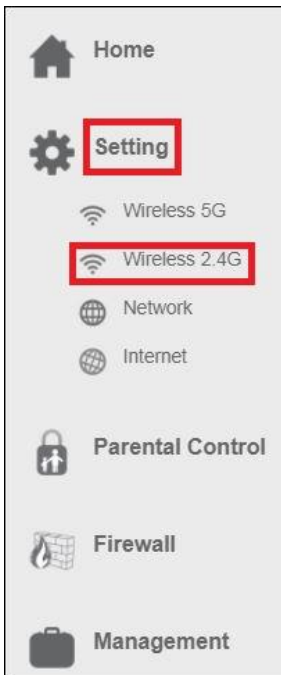 Home
Setting
Wireless 5G
Wireless 2.4G
Network
Internet
Parental Control
Firewall
Management